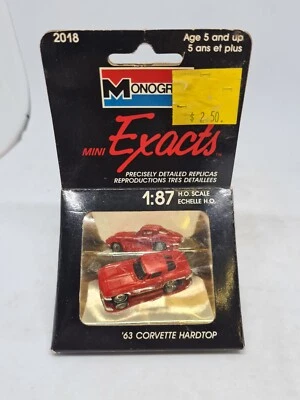 2018
Age 5 and up
5 ans et plus
MONOGR
$ 2.50.
MINI Exacts
PRECISELY DETAILED REPLICAS
REPRODUCTIONS TRES DETAILLEES
1:87 H.O. SCALE
ECHELLE H.O.
'63 CORVETTE HARDTOP